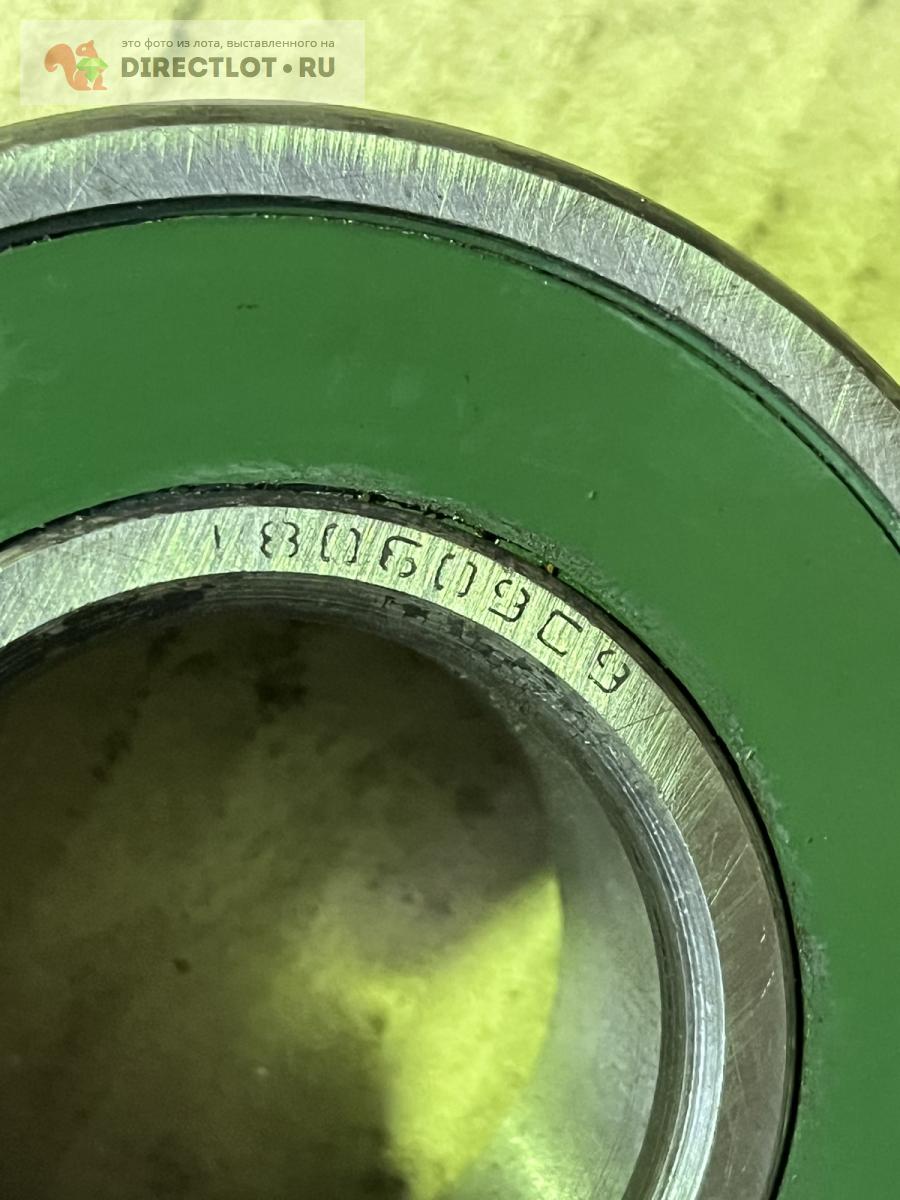 это фото из лота, выставленного на
DIRECTLOT•RU
180609С9